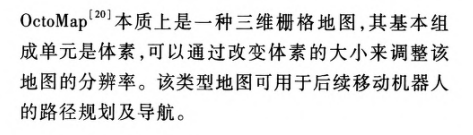 OctoMap[20]本质上是一种三维栅格地图,其基本组
成单元是体素,可以通过改变体素的大小来调整该
地图的分辨率。该类型地图可用于后续移动机器人
的路径规划及导航。